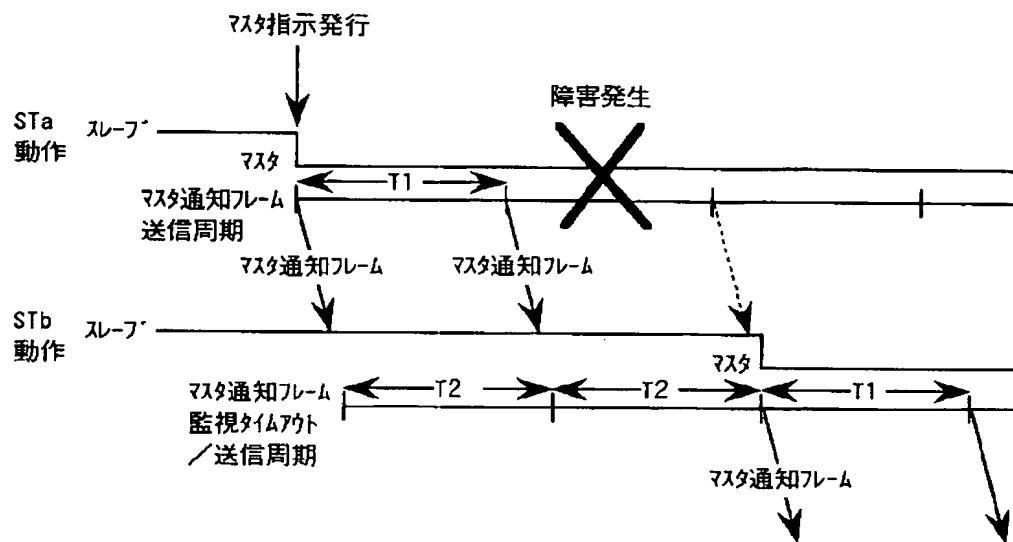 マスタ指示発行
障害発生
STa
動作
スレーブ
マスタ
T1
マスタ通知フレーム
送信周期
マスタ通知フレーム
マスタ通知フレーム
STb
動作
スレーブ
マスタ
マスタ通知フレーム
監視タイムアウト
/送信周期
T2
T2
T1
マスタ通知フレーム